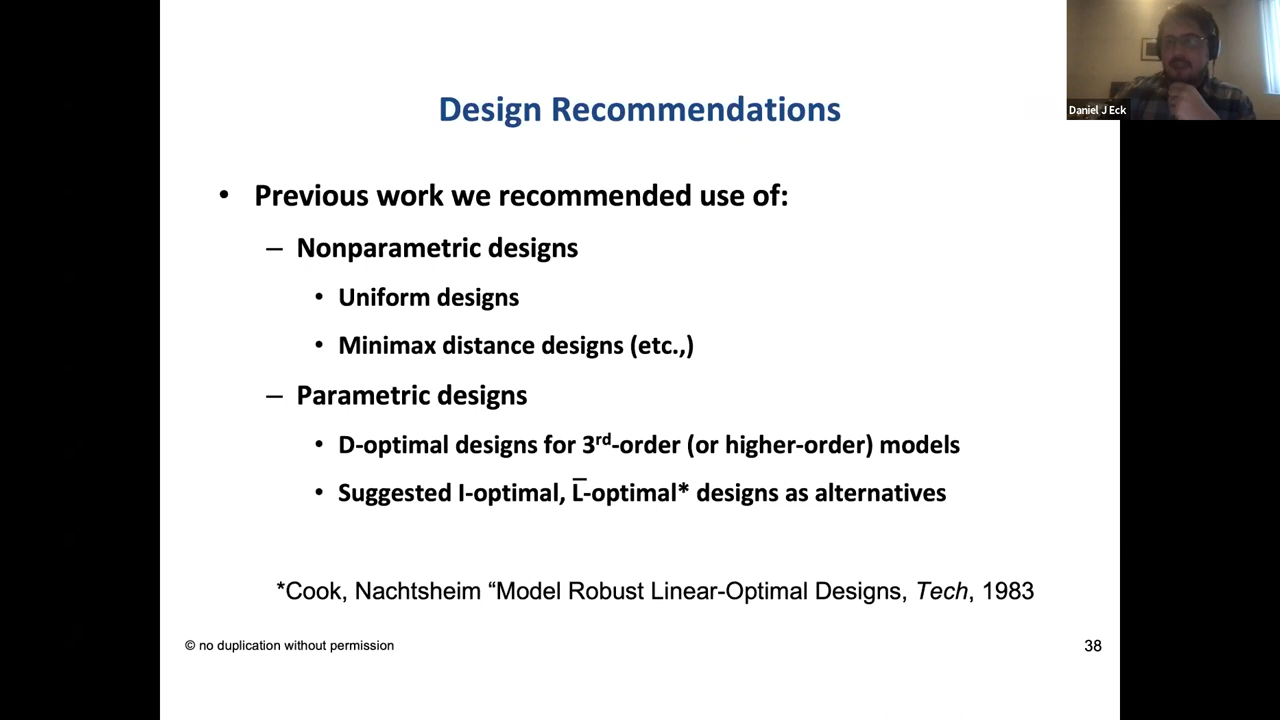 Daniel J Eck
Design Recommendations
• Previous work we recommended use of:
– Nonparametric designs
• Uniform designs
• Minimax distance designs (etc.,)
– Parametric designs
• D-optimal designs for 3rd-order (or higher-order) models
• Suggested I-optimal, L̅-optimal* designs as alternatives
*Cook, Nachtsheim “Model Robust Linear-Optimal Designs, Tech, 1983
© no duplication without permission
38